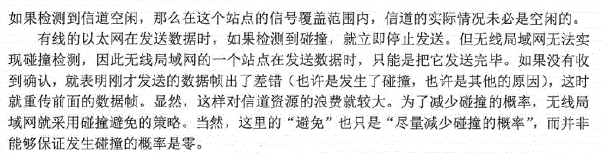 如果检测到信道空闲，那么在这个站点的信号覆盖范围内，信道的实际情况未必是空闲的。
有线的以太网在发送数据时，如果检测到碰撞，就立即停止发送。但无线局域网无法实
现碰撞检测，因此无线局域网的一个站点在发送数据时，只能是把它发送完毕。如果没有收
到确认，就表明刚才发送的数据帧出了差错（也许是发生了碰撞，也许是其他的原因），这时
就重传前面的数据帧。显然，这样对信道资源的浪费就较大。为了减少碰撞的概率，无线局
域网就采用碰撞避免的策略。当然，这里的“避免”也只是“尽量减少碰撞的概率”，而并非
能够保证发生碰撞的概率是零。